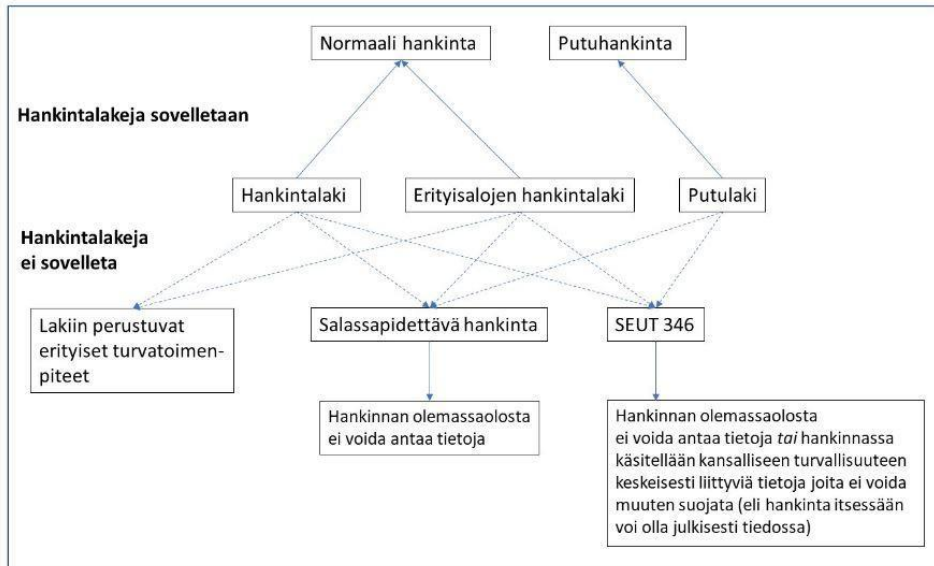 Normaali hankinta
Putuhankinta
Hankintalakeja sovelletaan
Hankintalaki
Erityisalojen hankintalaki
Putulaki
Hankintalakeja
ei sovelleta
Lakiin perustuvat
erityiset turvatoimen-
piteet
Salassapidettävä hankinta
SEUT 346
Hankinnan olemassaolosta
ei voida antaa tietoja
Hankinnan olemassaolosta
ei voida antaa tietoja tai hankinnassa
käsitellään kansalliseen turvallisuuteen
keskeisesti liittyviä tietoja joita ei voida
muuten suojata (eli hankinta itsessään
voi olla julkisesti tiedossa)